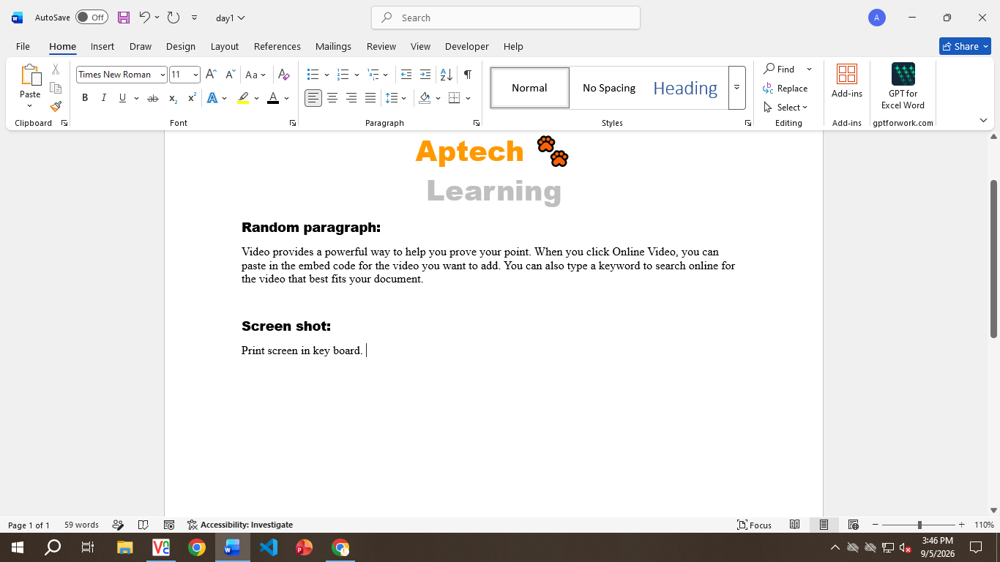 AutoSave Off day1 Search A
File Home Insert Draw Design Layout References Mailings Review View Developer Help Share
Paste
Clipboard
Times New Roman 11
Font
Paragraph
Normal No Spacing Heading
Styles
Find
Replace
Select
Editing
Add-ins
Add-ins
GPT for
Excel Word
gptforwork.com
Aptech
Learning
Random paragraph:
Video provides a powerful way to help you prove your point. When you click Online Video, you can
paste in the embed code for the video you want to add. You can also type a keyword to search online for
the video that best fits your document.
Screen shot:
Print screen in key board.
Page 1 of 1 59 words Accessibility: Investigate Focus 110%
3:46 PM
9/5/2026